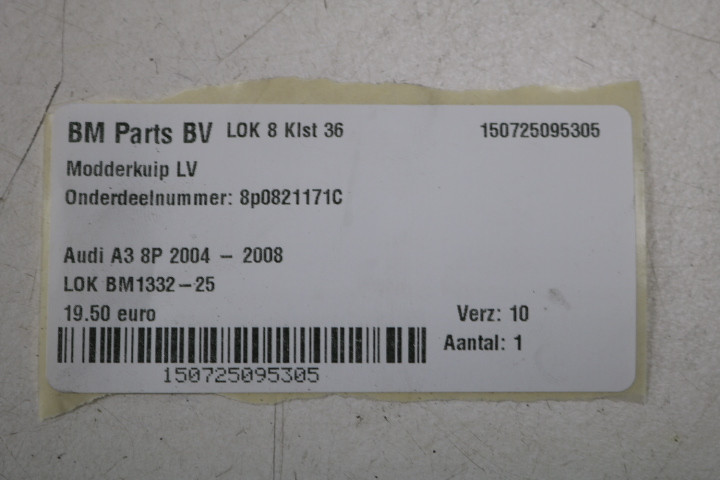 BM Parts BV LOK 8 Klst 36 150725095305
Modderkuip LV
Onderdeelnummer: 8p0821171C
Audi A3 8P 2004 – 2008
LOK BM1332–25
19.50 euro Verz: 10
Aantal: 1
150725095305